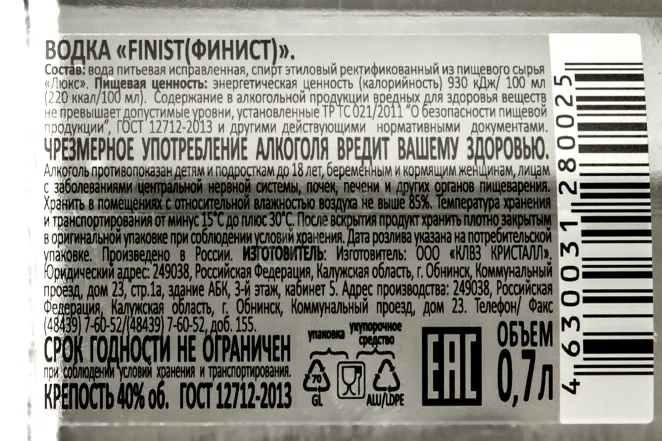 ВОДКА «FINIST(ФИНИСТ)».
Состав: вода питьевая исправленная, спирт этиловый ректификованный из пищевого сырья
«Люкс». Пищевая ценность: энергетическая ценность (калорийность) 930 кДж/ 100 мл
(220 ккал/100 мл). Содержание в алкогольной продукции вредных для здоровья веществ
не превышает допустимые уровни, установленные ТР ТС 021/2011 "О безопасности пищевой
продукции", ГОСТ 12712-2013 и другими действующими нормативными документами.
ЧРЕЗМЕРНОЕ УПОТРЕБЛЕНИЕ АЛКОГОЛЯ ВРЕДИТ ВАШЕМУ ЗДОРОВЬЮ.
Алкоголь противопоказан детям и подросткам до 18 лет, беременным и кормящим женщинам, лицам
с заболеваниями центральной нервной системы, почек, печени и других органов пищеварения.
Хранить в помещениях с относительной влажностью воздуха не выше 85%. Температура хранения
и транспортирования от минус 15°С до плюс 30°С. После вскрытия продукт хранить плотно закрытым
в оригинальной упаковке при соблюдении условий хранения. Дата розлива указана на потребительской
упаковке. Произведено в России. ИЗГОТОВИТЕЛЬ: Изготовитель: ООО «КЛВЗ КРИСТАЛЛ».
Юридический адрес: 249038, Российская Федерация, Калужская область, г. Обнинск, Коммунальный
проезд, дом 23, стр.1а, здание АБК, 3-й этаж, кабинет 5. Адрес производства: 249038, Российская
Федерация, Калужская область, г. Обнинск, Коммунальный проезд, дом 23. Телефон/ Факс
(48439) 7-60-52/(48439) 7-60-52, доб. 155.
СРОК ГОДНОСТИ НЕ ОГРАНИЧЕН
при соблюдении условий хранения и транспортирования.
КРЕПОСТЬ 40% об. ГОСТ 12712-2013
упаковка укупорочное
средство
70
GL
ALU/LDPE
EAC
ОБЪЕМ
0,7л
4 630031 280025